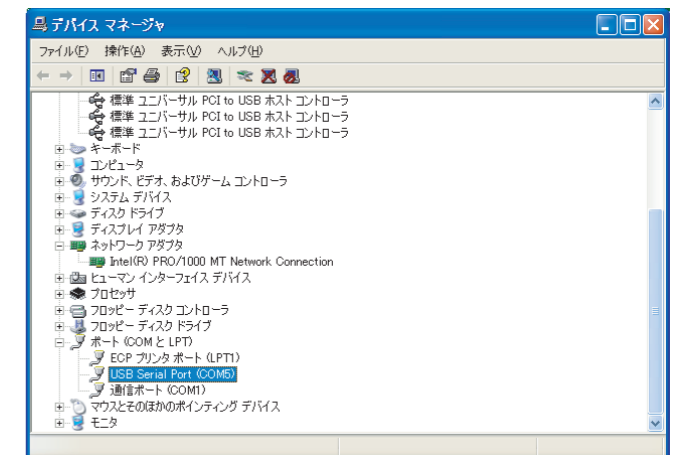 デバイス マネージャ
ファイル(F) 操作(A) 表示(V) ヘルプ(H)
標準 ユニバーサル PCI to USB ホスト コントローラ
標準 ユニバーサル PCI to USB ホスト コントローラ
標準 ユニバーサル PCI to USB ホスト コントローラ
キーボード
コンピュータ
サウンド、ビデオ、およびゲーム コントローラ
システム デバイス
ディスク ドライブ
ディスプレイ アダプタ
ネットワーク アダプタ
Intel(R) PRO/1000 MT Network Connection
ヒューマン インターフェイス デバイス
プロセッサ
フロッピー ディスク コントローラ
フロッピー ディスク ドライブ
ポート (COM と LPT)
ECP プリンタ ポート (LPT1)
USB Serial Port (COM5)
通信ポート (COM1)
マウスとそのほかのポインティング デバイス
モニタ